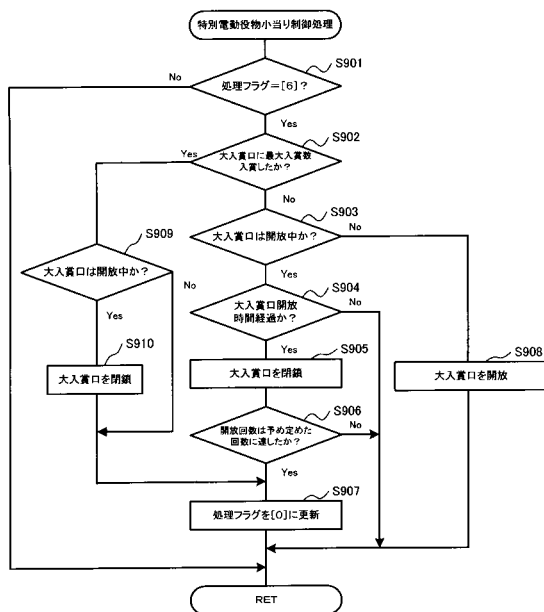 特別電動役物小当り制御処理
S901
No
処理フラグ=[6]?
Yes
S902
Yes
大入賞口に最大入賞数
入賞したか?
No
S903
S909
大入賞口は開放中か?
No
大入賞口は開放中か?
Yes
S904
No
大入賞口開放
時間経過か?
No
Yes
S910
Yes
S905
S908
大入賞口を閉鎖
大入賞口を閉鎖
大入賞口を開放
S906
開放回数は予め定めた
回数に達したか?
No
Yes
S907
処理フラグを[0]に更新
RET